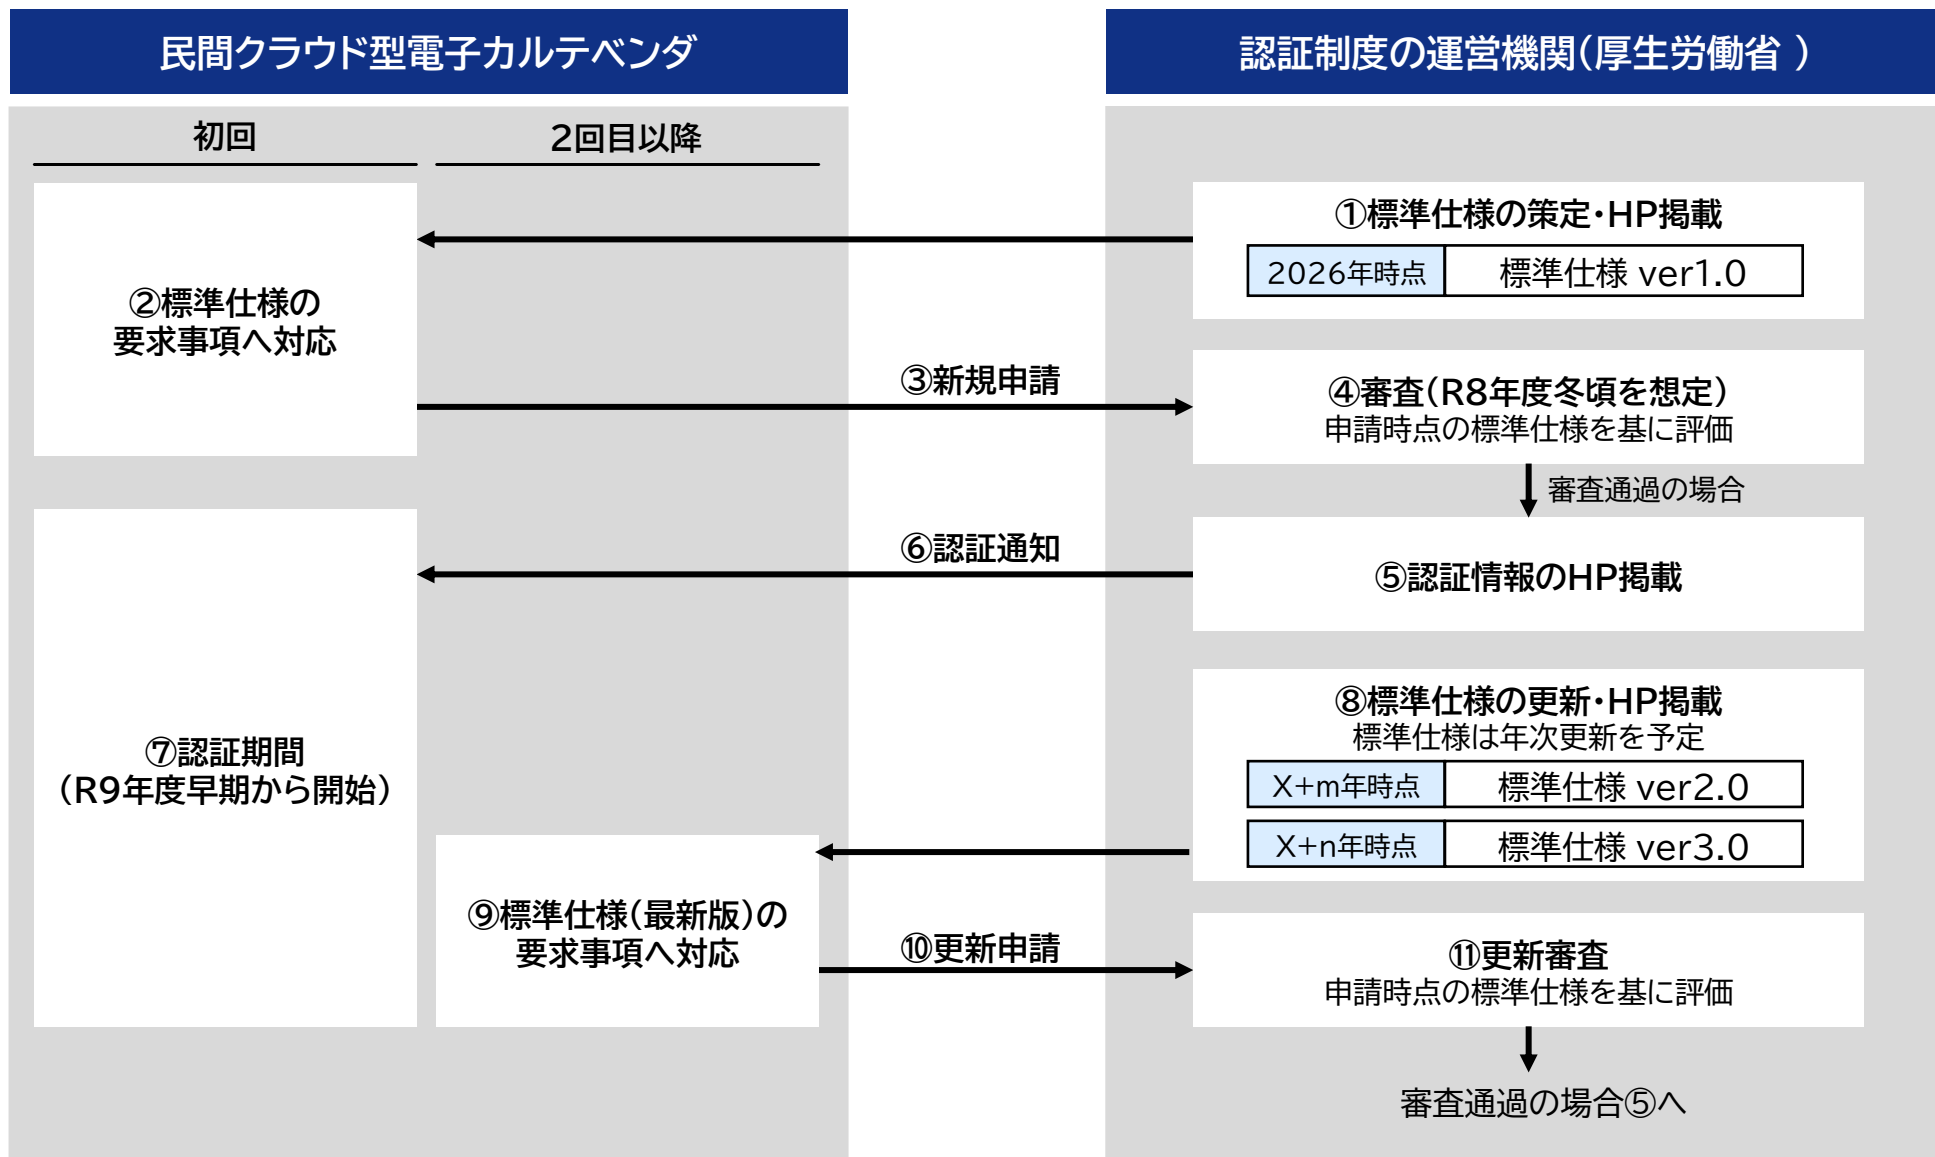 民間クラウド型電子カルテベンダ
認証制度の運営機関(厚生労働省 )
初回
2回目以降
①標準仕様の策定・HP掲載
2026年時点
標準仕様 ver1.0
②標準仕様の
要求事項へ対応
③新規申請
④審査(R8年度冬頃を想定)
申請時点の標準仕様を基に評価
審査通過の場合
⑥認証通知
⑤認証情報のHP掲載
⑦認証期間
(R9年度早期から開始)
⑧標準仕様の更新・HP掲載
標準仕様は年次更新を予定
X+m年時点
標準仕様 ver2.0
X+n年時点
標準仕様 ver3.0
⑨標準仕様(最新版)の
要求事項へ対応
⑩更新申請
⑪更新審査
申請時点の標準仕様を基に評価
審査通過の場合⑤へ